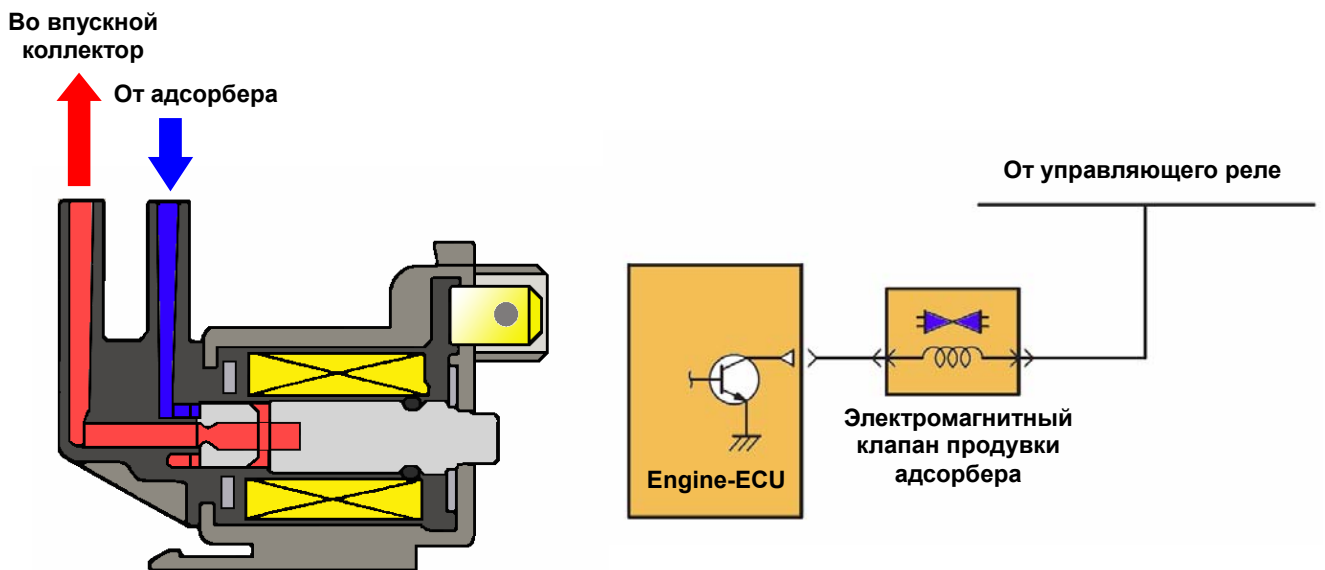 Во впускной
коллектор
От адсорбера
От управляющего реле
Engine-ECU
Электромагнитный
клапан продувки
адсорбера